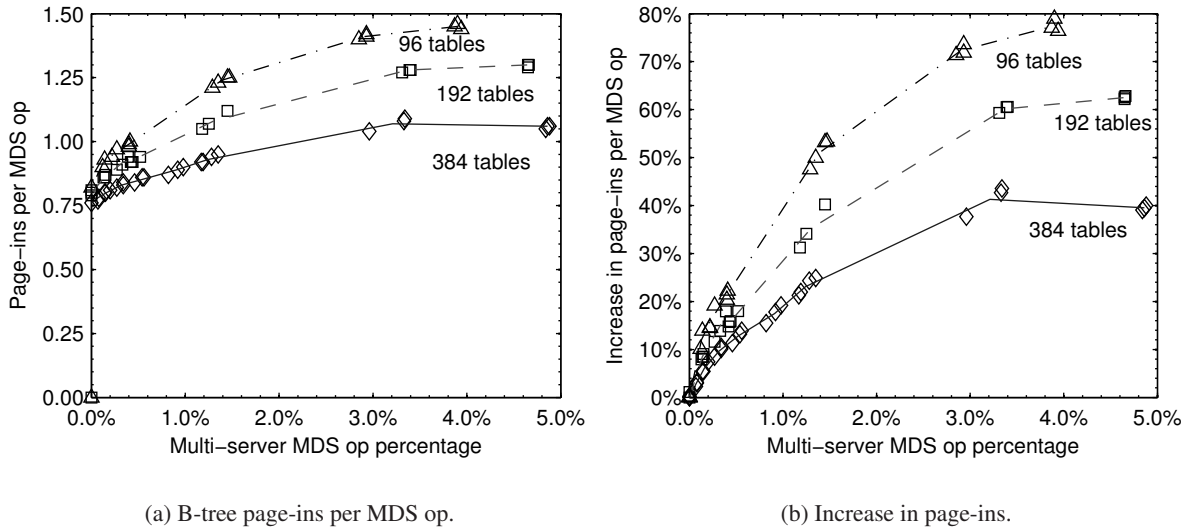 1.50
1.25
1.00
0.75
0.50
0.25
0.00
Page−ins per MDS op
96 tables
192 tables
384 tables
0.0% 1.0% 2.0% 3.0% 4.0% 5.0%
Multi−server MDS op percentage
(a) B-tree page-ins per MDS op.
80%
70%
60%
50%
40%
30%
20%
10%
0%
Increase in page−ins per MDS op
96 tables
192 tables
384 tables
0.0% 1.0% 2.0% 3.0% 4.0% 5.0%
Multi−server MDS op percentage
(b) Increase in page-ins.